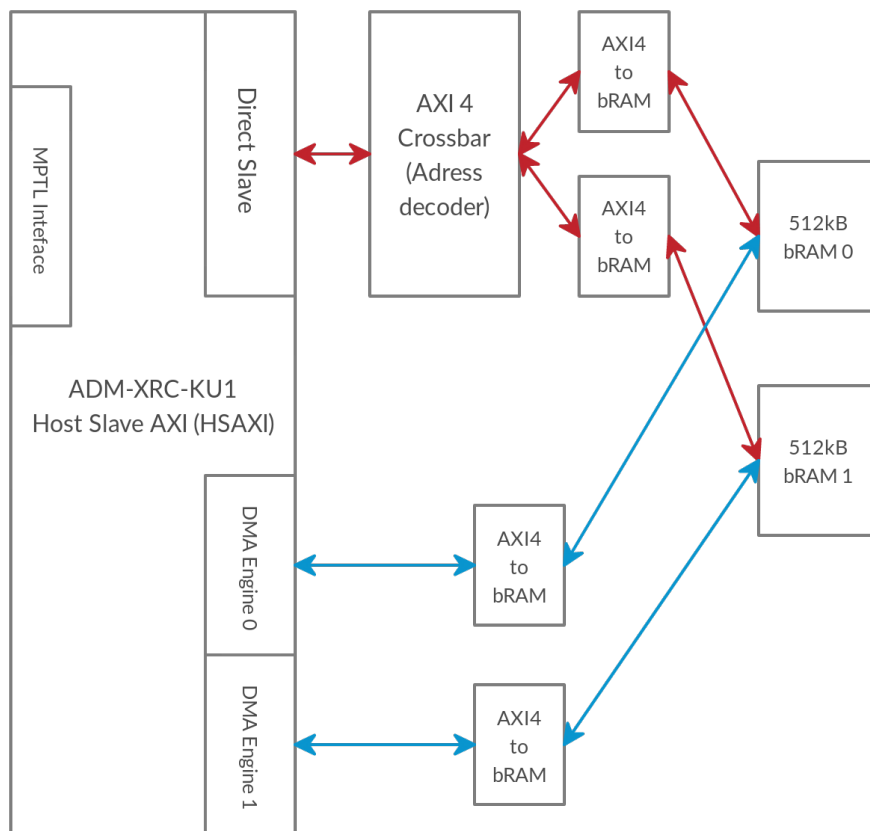 MPTL Inteface
Direct Slave
AXI 4
Crossbar
(Adress
decoder)
AXI4
to
bRAM
AXI4
to
bRAM
512kB
bRAM 0
ADM-XRC-KU1
Host Slave AXI (HSAXI)
512kB
bRAM 1
DMA Engine 0
AXI4
to
bRAM
DMA Engine 1
AXI4
to
bRAM